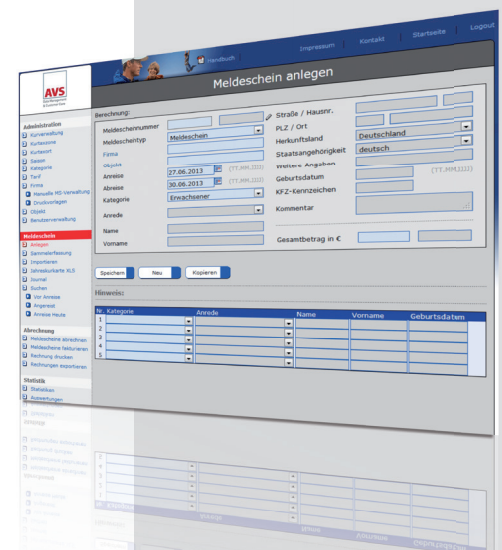 Handbuch
Impressum
Kontakt
Startseite
Logout
AVS
Meldeschein anlegen
Administration
Kurverwaltung
Kurbezirke
Kurbeitrag
Saison
Kategorie
Tarif
Firma
Manuelle MS-Verwaltung
Druckvorlagen
Objekt
Benutzerverwaltung
Meldeschein
Anlegen
Sammelerfassung
Importieren
Jahreskurkarte XLS
Journal
Suchen
Vor Anreise
Angereist
Anreise Heute
Abrechnung
Meldescheine abrechnen
Meldescheine fakturieren
Rechnung drucken
Rechnungen exportieren
Statistik
Statistiken
Auswertungen
Berechnung:
Meldescheinnummer
Meldescheintyp Meldeschein
Firma
Objekt
Anreise 27.06.2013 (TT.MM.JJJJ)
Abreise 30.06.2013 (TT.MM.JJJJ)
Kategorie Erwachsener
Anrede
Name
Vorname
Straße / Hausnr.
PLZ / Ort
Herkunftsland Deutschland
Staatsangehörigkeit deutsch
Weitere Angaben
Geburtsdatum (TT.MM.JJJJ)
KFZ-Kennzeichen
Kommentar
Gesamtbetrag in €
Speichern Neu Kopieren
Hinweis:
Nr. Kategorie Anrede Name Vorname Geburtsdatum
1
2
3
4
5